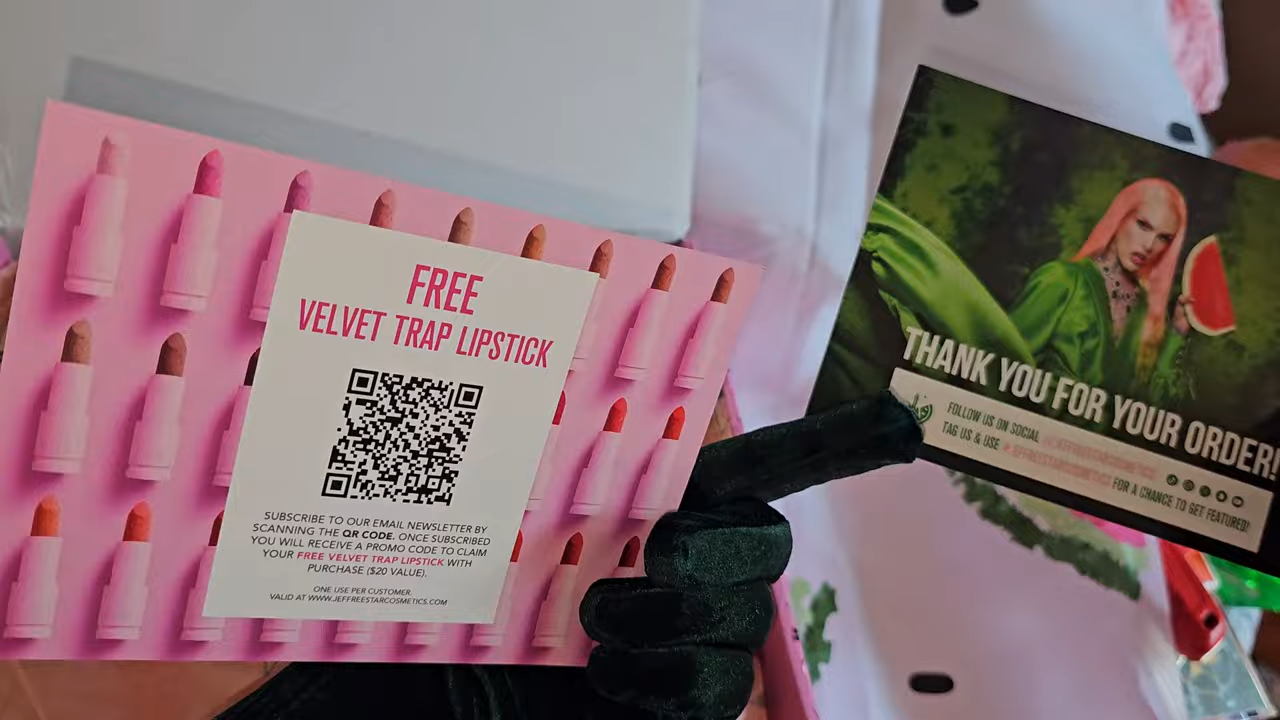 FREE
VELVET TRAP LIPSTICK
SUBSCRIBE TO OUR EMAIL NEWSLETTER BY
SCANNING THE QR CODE. ONCE SUBSCRIBED
YOU WILL RECEIVE A PROMO CODE TO CLAIM
YOUR FREE VELVET TRAP LIPSTICK WITH
PURCHASE ($20 VALUE).
ONE USE PER CUSTOMER.
VALID AT WWW.JEFFREESTARCOSMETICS.COM
THANK YOU FOR YOUR ORDER!
FOLLOW US ON SOCIAL @JEFFREESTARCOSMETICS
TAG US & USE #JEFFREESTARCOSMETICS FOR A CHANCE TO GET FEATURED!